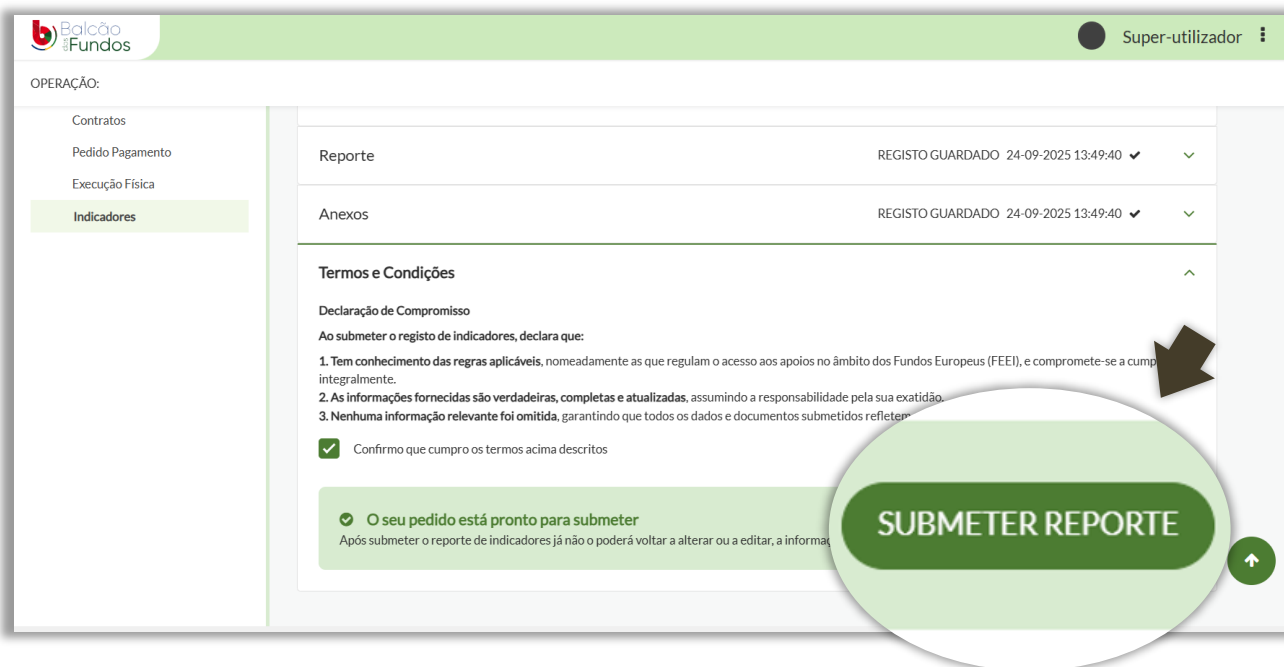 Balcão
dos Fundos
Super-utilizador
OPERAÇÃO:
Contratos
Pedido Pagamento
Execução Física
Indicadores
Reporte REGISTO GUARDADO 24-09-2025 13:49:40
Anexos REGISTO GUARDADO 24-09-2025 13:49:40
Termos e Condições
Declaração de Compromisso
Ao submeter o registo de indicadores, declara que:
1. Tem conhecimento das regras aplicáveis, nomeadamente as que regulam o acesso aos apoios no âmbito dos Fundos Europeus (FEEI), e compromete-se a
integralmente.
2. As informações fornecidas são verdadeiras, completas e atualizadas, assumindo a responsabilidade pela sua exatidão.
3. Nenhuma informação relevante foi omitida, garantindo que todos os dados e documentos submetidos refletem
Confirmo que cumpro os termos acima descritos
O seu pedido está pronto para submeter
Após submeter o reporte de indicadores já não o poderá voltar a alterar ou a editar, a
SUBMETER REPORTE